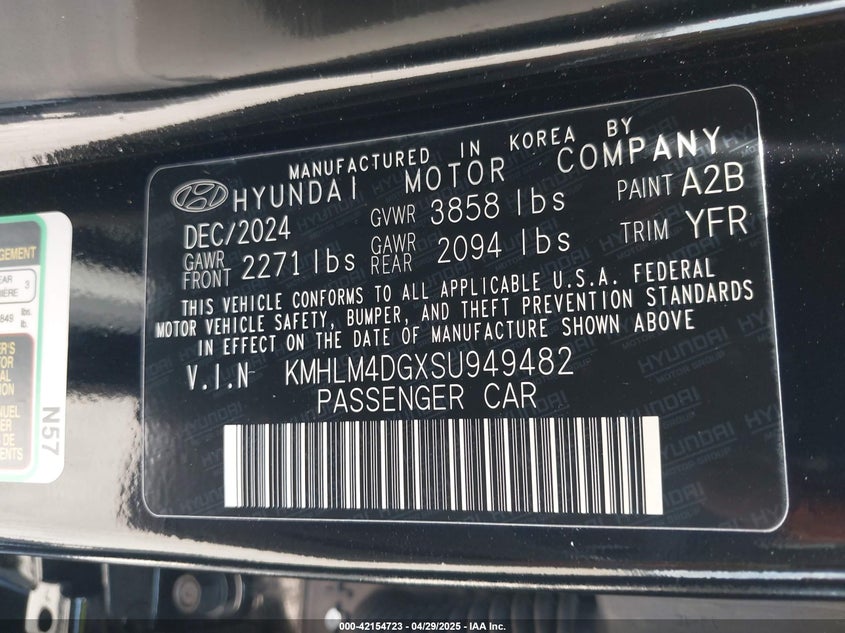 MANUFACTURED IN KOREA BY
HYUNDAI MOTOR COMPANY
DEC/2024 GVWR 3858 lbs PAINT A2B
GAWR FRONT 2271 lbs GAWR REAR 2094 lbs TRIM YFR
THIS VEHICLE CONFORMS TO ALL APPLICABLE U.S.A. FEDERAL
MOTOR VEHICLE SAFETY, BUMPER, AND THEFT PREVENTION STANDARDS
IN EFFECT ON THE DATE OF MANUFACTURE SHOWN ABOVE
V.I.N KMHLM4DGXSU949482
PASSENGER CAR
3
lbs.
lb.
N57
000-42154723 - 04/29/2025 - IAA Inc.